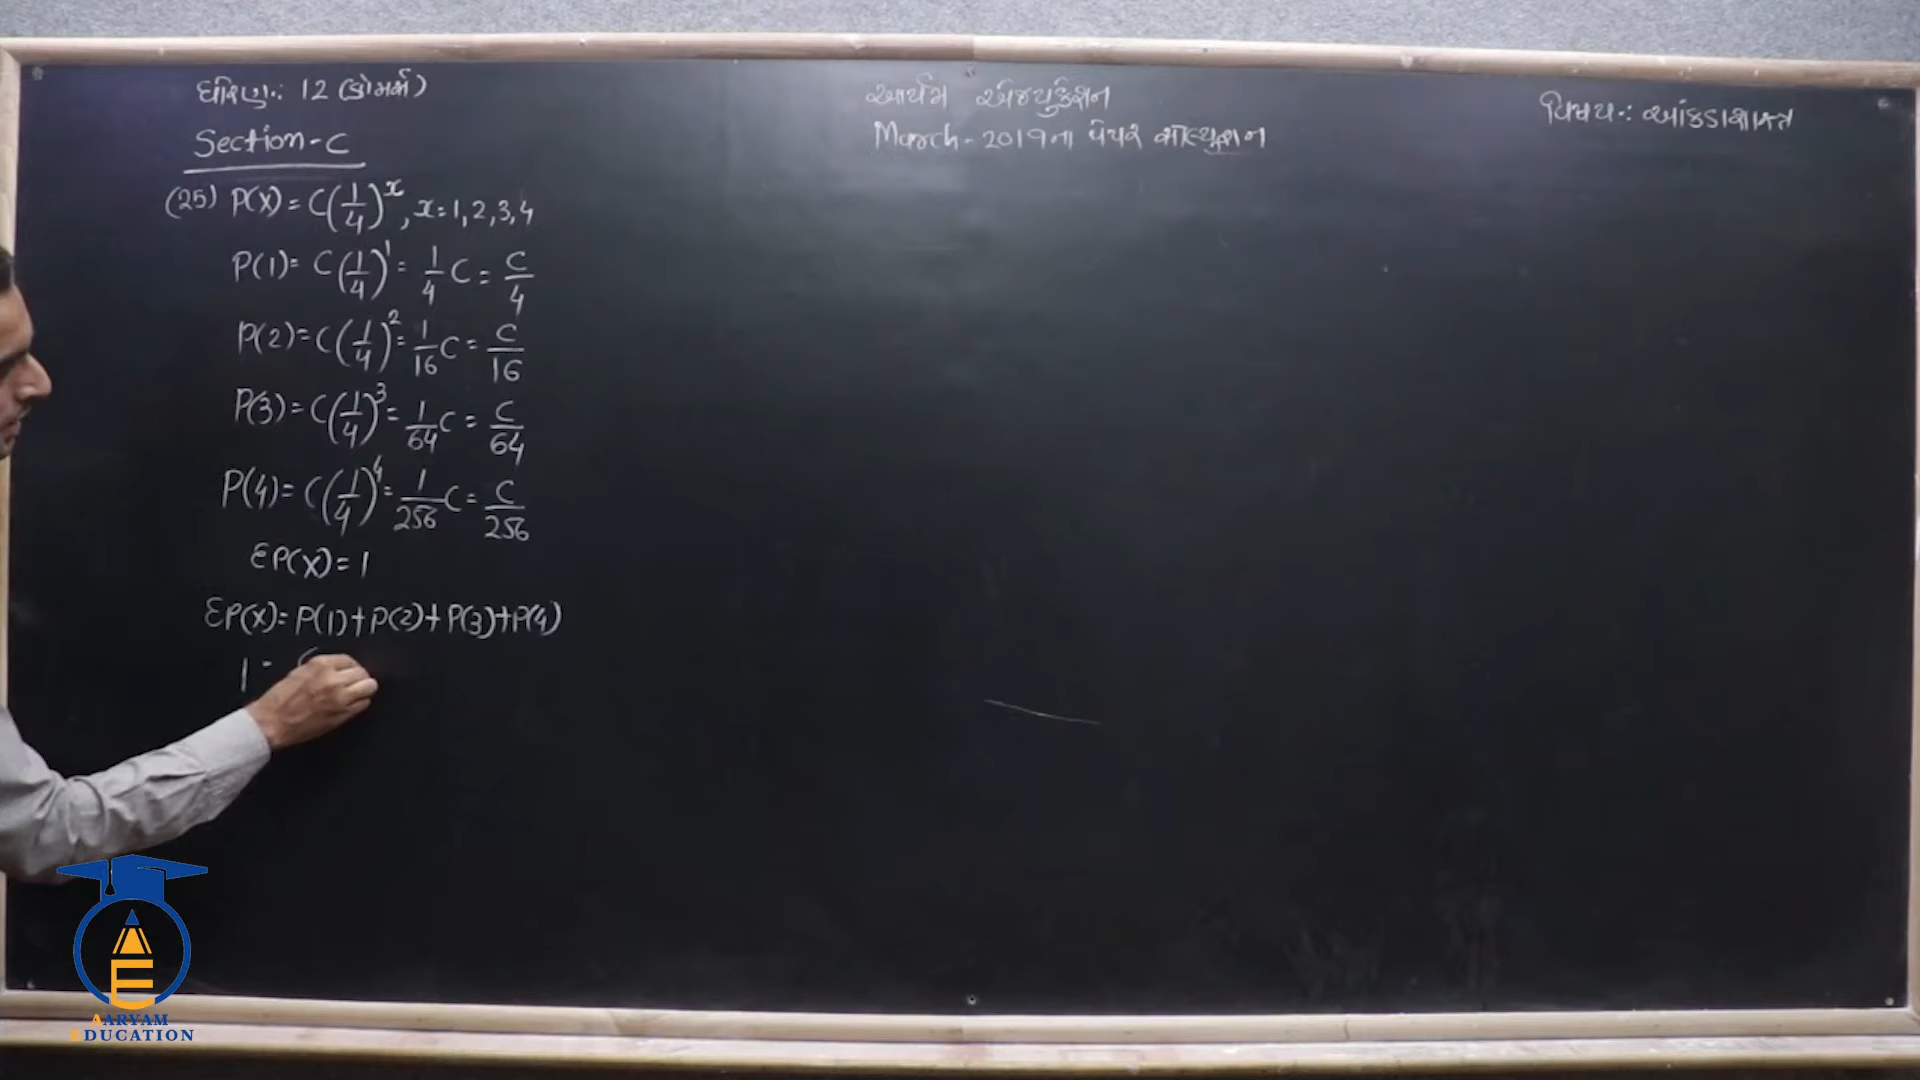 ધોરણ: 12 (કોમર્સ)
આર્યમ એજ્યુકેશન
વિષય: આંકડાશાસ્ત્ર
Section-C
March-2019ના પેપર સોલ્યુશન
(25) P(X) = C(1/4)^x, x = 1, 2, 3, 4
P(1) = C(1/4)^1 = 1/4 C = C/4
P(2) = C(1/4)^2 = 1/16 C = C/16
P(3) = C(1/4)^3 = 1/64 C = C/64
P(4) = C(1/4)^4 = 1/256 C = C/256
ΣP(X) = 1
ΣP(X) = P(1) + P(2) + P(3) + P(4)
1 = C
AARYAM
EDUCATION